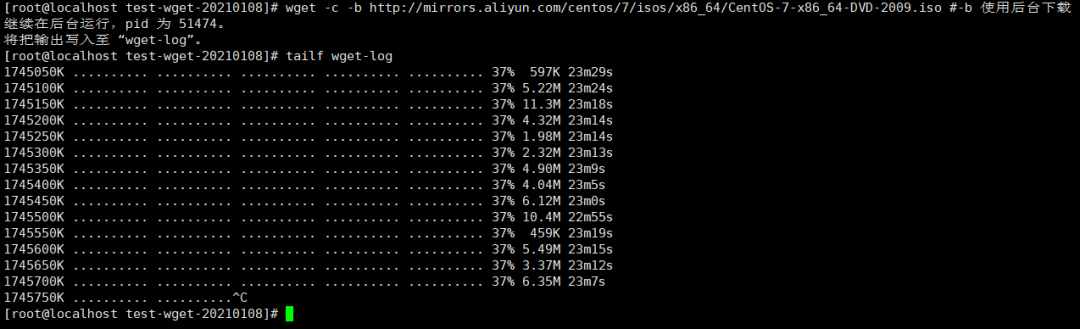 [root@localhost test-wget-20210108]# wget -c -b http://mirrors.aliyun.com/centos/7/isos/x86_64/CentOS-7-x86_64-DVD-2009.iso #-b 使用后台下载
继续在后台运行，pid 为 51474。
将把输出写入至 “wget-log”。
[root@localhost test-wget-20210108]# tailf wget-log
1745050K .......... .......... .......... .......... .......... 37%  597K 23m29s
1745100K .......... .......... .......... .......... .......... 37% 5.22M 23m24s
1745150K .......... .......... .......... .......... .......... 37% 11.3M 23m18s
1745200K .......... .......... .......... .......... .......... 37% 4.32M 23m14s
1745250K .......... .......... .......... .......... .......... 37% 1.98M 23m14s
1745300K .......... .......... .......... .......... .......... 37% 2.32M 23m13s
1745350K .......... .......... .......... .......... .......... 37% 4.90M 23m9s
1745400K .......... .......... .......... .......... .......... 37% 4.04M 23m5s
1745450K .......... .......... .......... .......... .......... 37% 6.12M 23m0s
1745500K .......... .......... .......... .......... .......... 37% 10.4M 22m55s
1745550K .......... .......... .......... .......... .......... 37%  459K 23m19s
1745600K .......... .......... .......... .......... .......... 37% 5.49M 23m15s
1745650K .......... .......... .......... .......... .......... 37% 3.37M 23m12s
1745700K .......... .......... .......... .......... .......... 37% 6.35M 23m7s
1745750K .......... ..........^C
[root@localhost test-wget-20210108]#